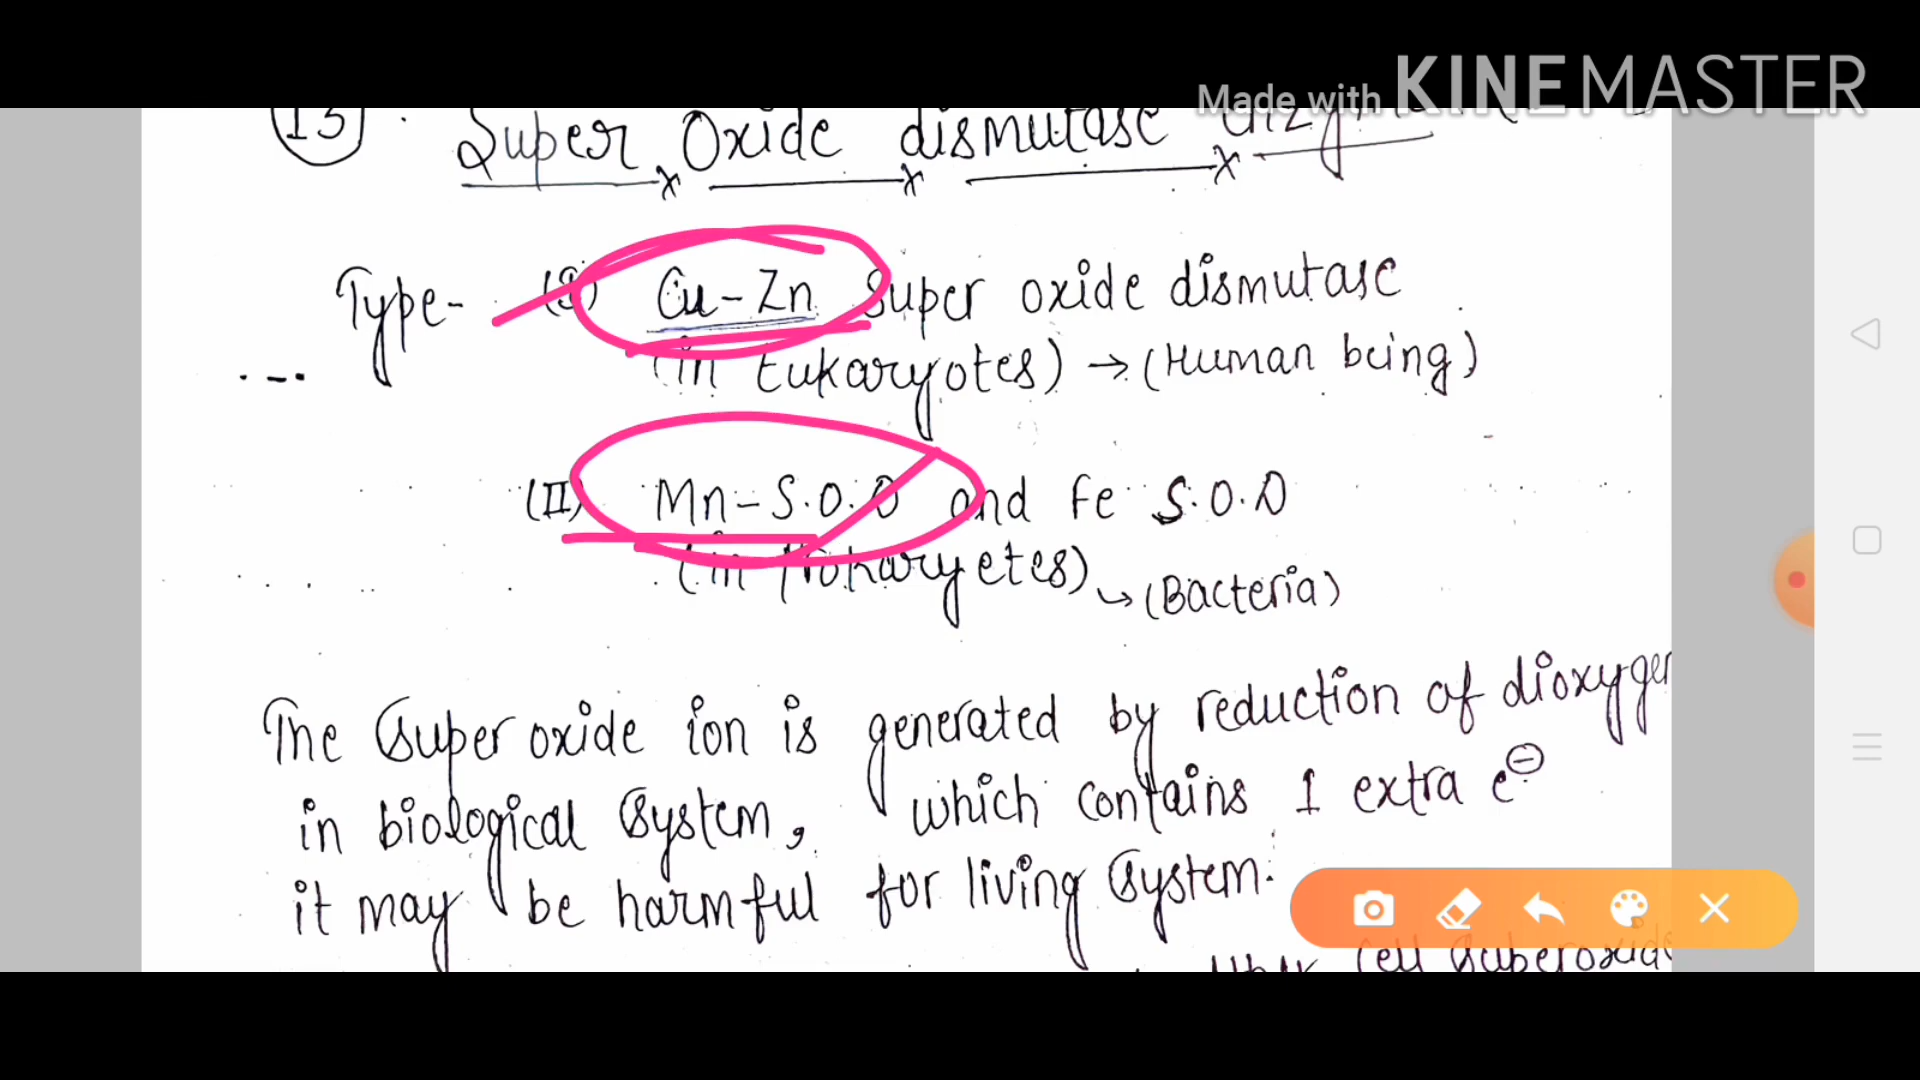 Made with KINEMASTER
13 . Super Oxide dismutase
Type- (I) Cu-Zn Super oxide dismutase
(in Eukaryotes) → (Human being)
(II) Mn-S.O.D and Fe S.O.D
(in Prokaryetes) ↳ (Bacteria)
The Super oxide ion is generated by reduction of dioxygen
in biological system, which contains 1 extra e⊖
it may be harmful for living system.
cell superoxide